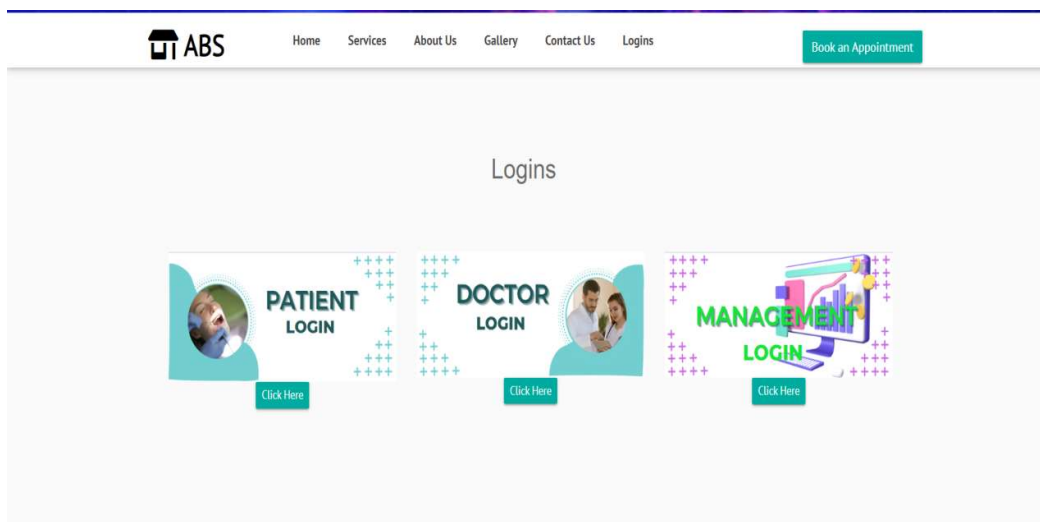 ABS
Home Services About Us Gallery Contact Us Logins
Book an Appointment
Logins
PATIENT
LOGIN
Click Here
DOCTOR
LOGIN
Click Here
MANAGEMENT
LOGIN
Click Here